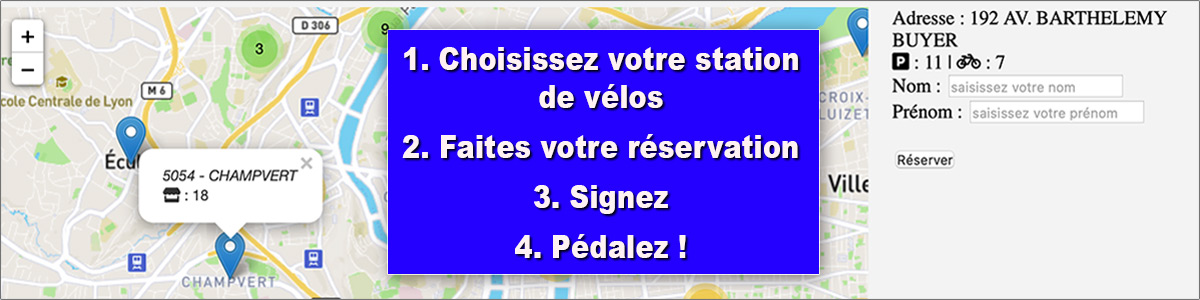 +
−
D 306
3
9
M 6
cole Centrale de Lyon
Écu
5054 - CHAMPVERT
×
: 18
CHAMPVERT
1. Choisissez votre station
de vélos
2. Faites votre réservation
3. Signez
4. Pédalez !
CROIX-
LUIZET
Ville
Adresse : 192 AV. BARTHELEMY
BUYER
P : 11 | : 7
Nom : saisissez votre nom
Prénom : saisissez votre prénom
Réserver